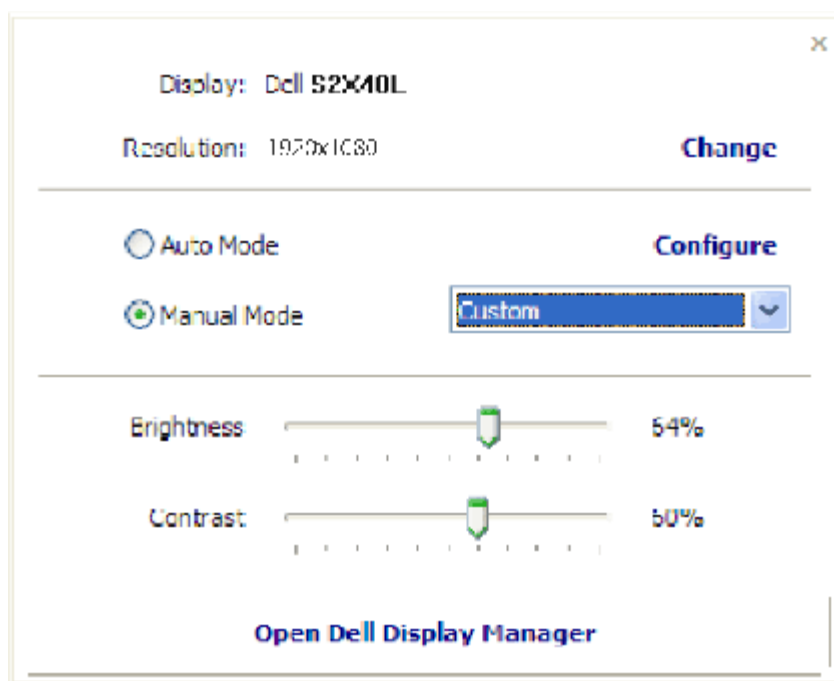 Display: Dell S2X40L
Resolution: 1920x1080 Change
Auto Mode Configure
Manual Mode Custom
Brightness 64%
Contrast 60%
Open Dell Display Manager